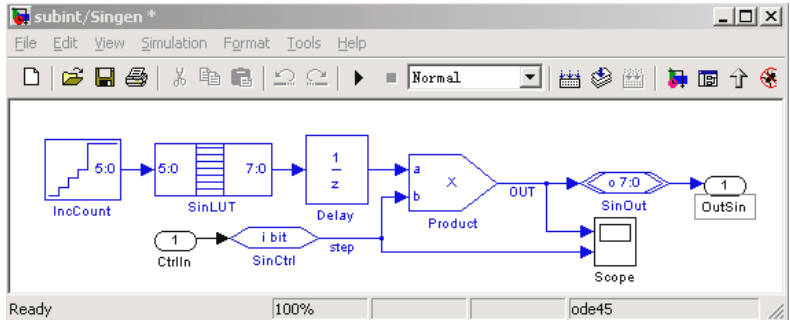 subint/Singen *
File Edit View Simulation Format Tools Help
Normal
5:0
IncCount
5:0 7:0
SinLUT
1
z
Delay
a
b
x
Product
OUT
o 7:0
SinOut
1
OutSin
1
CtrlIn
i bit
SinCtrl
step
Scope
Ready 100% ode45